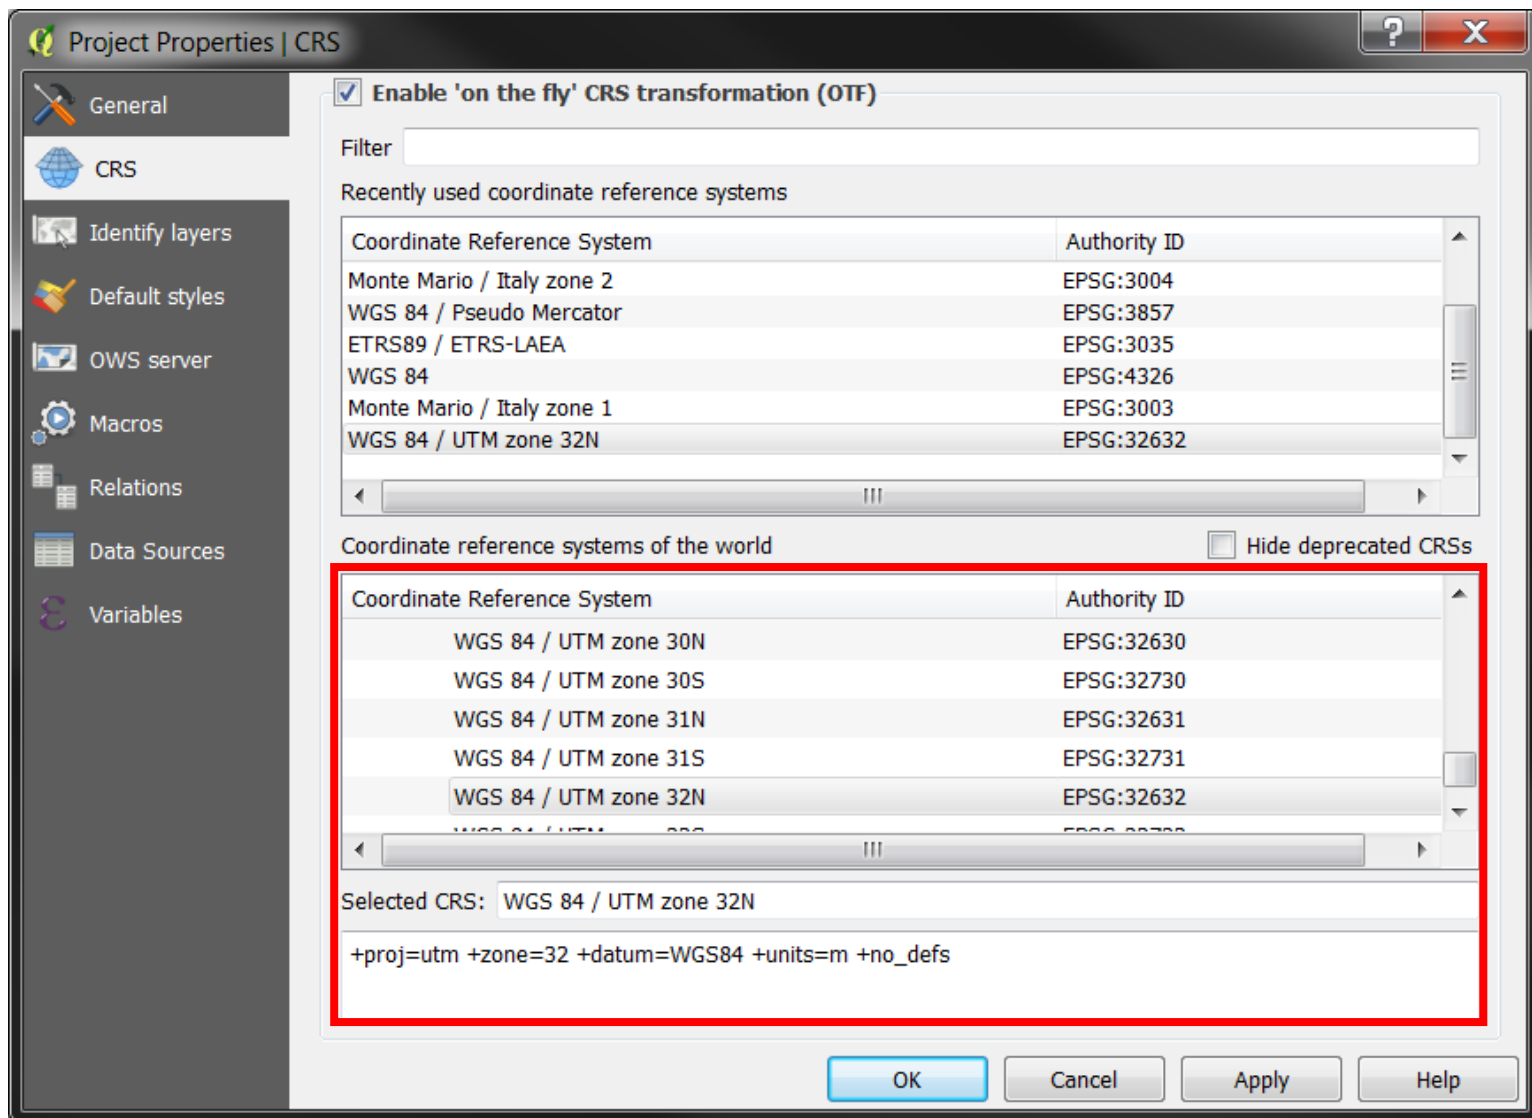 Project Properties | CRS
General
CRS
Identify layers
Default styles
OWS server
Macros
Relations
Data Sources
Variables
Enable 'on the fly' CRS transformation (OTF)
Filter
Recently used coordinate reference systems
Coordinate Reference System Authority ID
Monte Mario / Italy zone 2 EPSG:3004
WGS 84 / Pseudo Mercator EPSG:3857
ETRS89 / ETRS-LAEA EPSG:3035
WGS 84 EPSG:4326
Monte Mario / Italy zone 1 EPSG:3003
WGS 84 / UTM zone 32N EPSG:32632
Coordinate reference systems of the world Hide deprecated CRSs
Coordinate Reference System Authority ID
WGS 84 / UTM zone 30N EPSG:32630
WGS 84 / UTM zone 30S EPSG:32730
WGS 84 / UTM zone 31N EPSG:32631
WGS 84 / UTM zone 31S EPSG:32731
WGS 84 / UTM zone 32N EPSG:32632
Selected CRS: WGS 84 / UTM zone 32N
+proj=utm +zone=32 +datum=WGS84 +units=m +no_defs
OK Cancel Apply Help